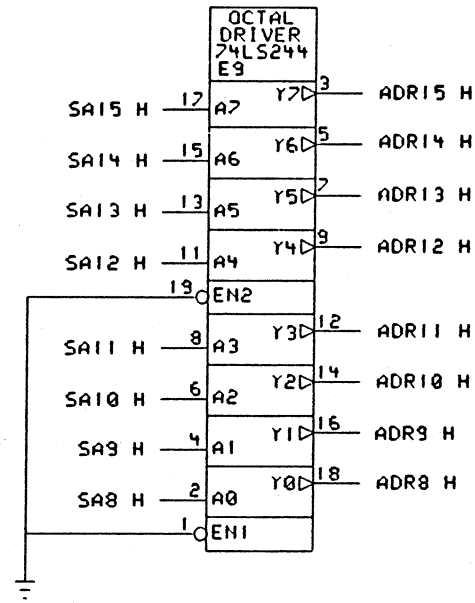 OCTAL
DRIVER
74LS244
E9
SA15 H 17 A7 Y7 3 ADR15 H
SA14 H 15 A6 Y6 5 ADR14 H
SA13 H 13 A5 Y5 7 ADR13 H
SA12 H 11 A4 Y4 9 ADR12 H
19 EN2
SA11 H 8 A3 Y3 12 ADR11 H
SA10 H 6 A2 Y2 14 ADR10 H
SA9 H 4 A1 Y1 16 ADR9 H
SA8 H 2 A0 Y0 18 ADR8 H
1 EN1